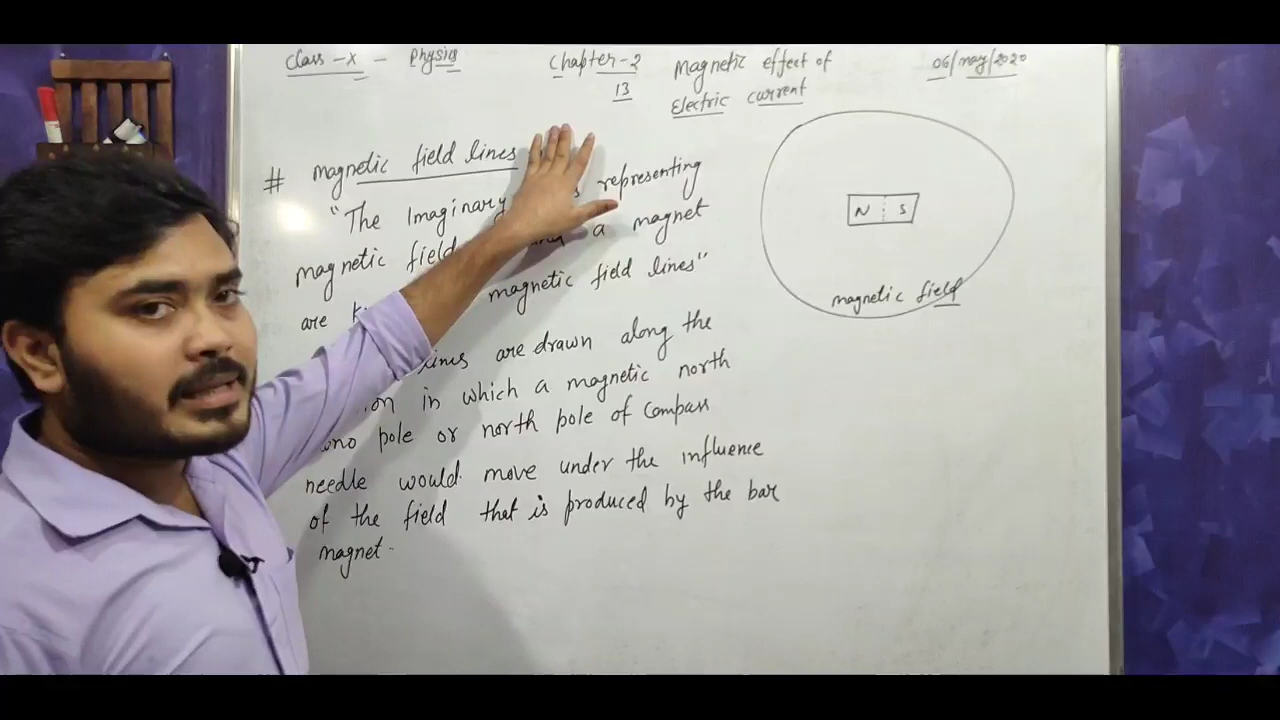 Class - X - Physics
Chapter - 2
13
Magnetic effect of
Electric current
06/may/2020
# Magnetic field lines
"The Imaginary representing
magnetic field a magnet
are magnetic field lines"
lines are drawn along the
in which a magnetic north
pole or north pole of compass
needle would move under the influence
of the field that is produced by the bar
magnet.
N S
magnetic field